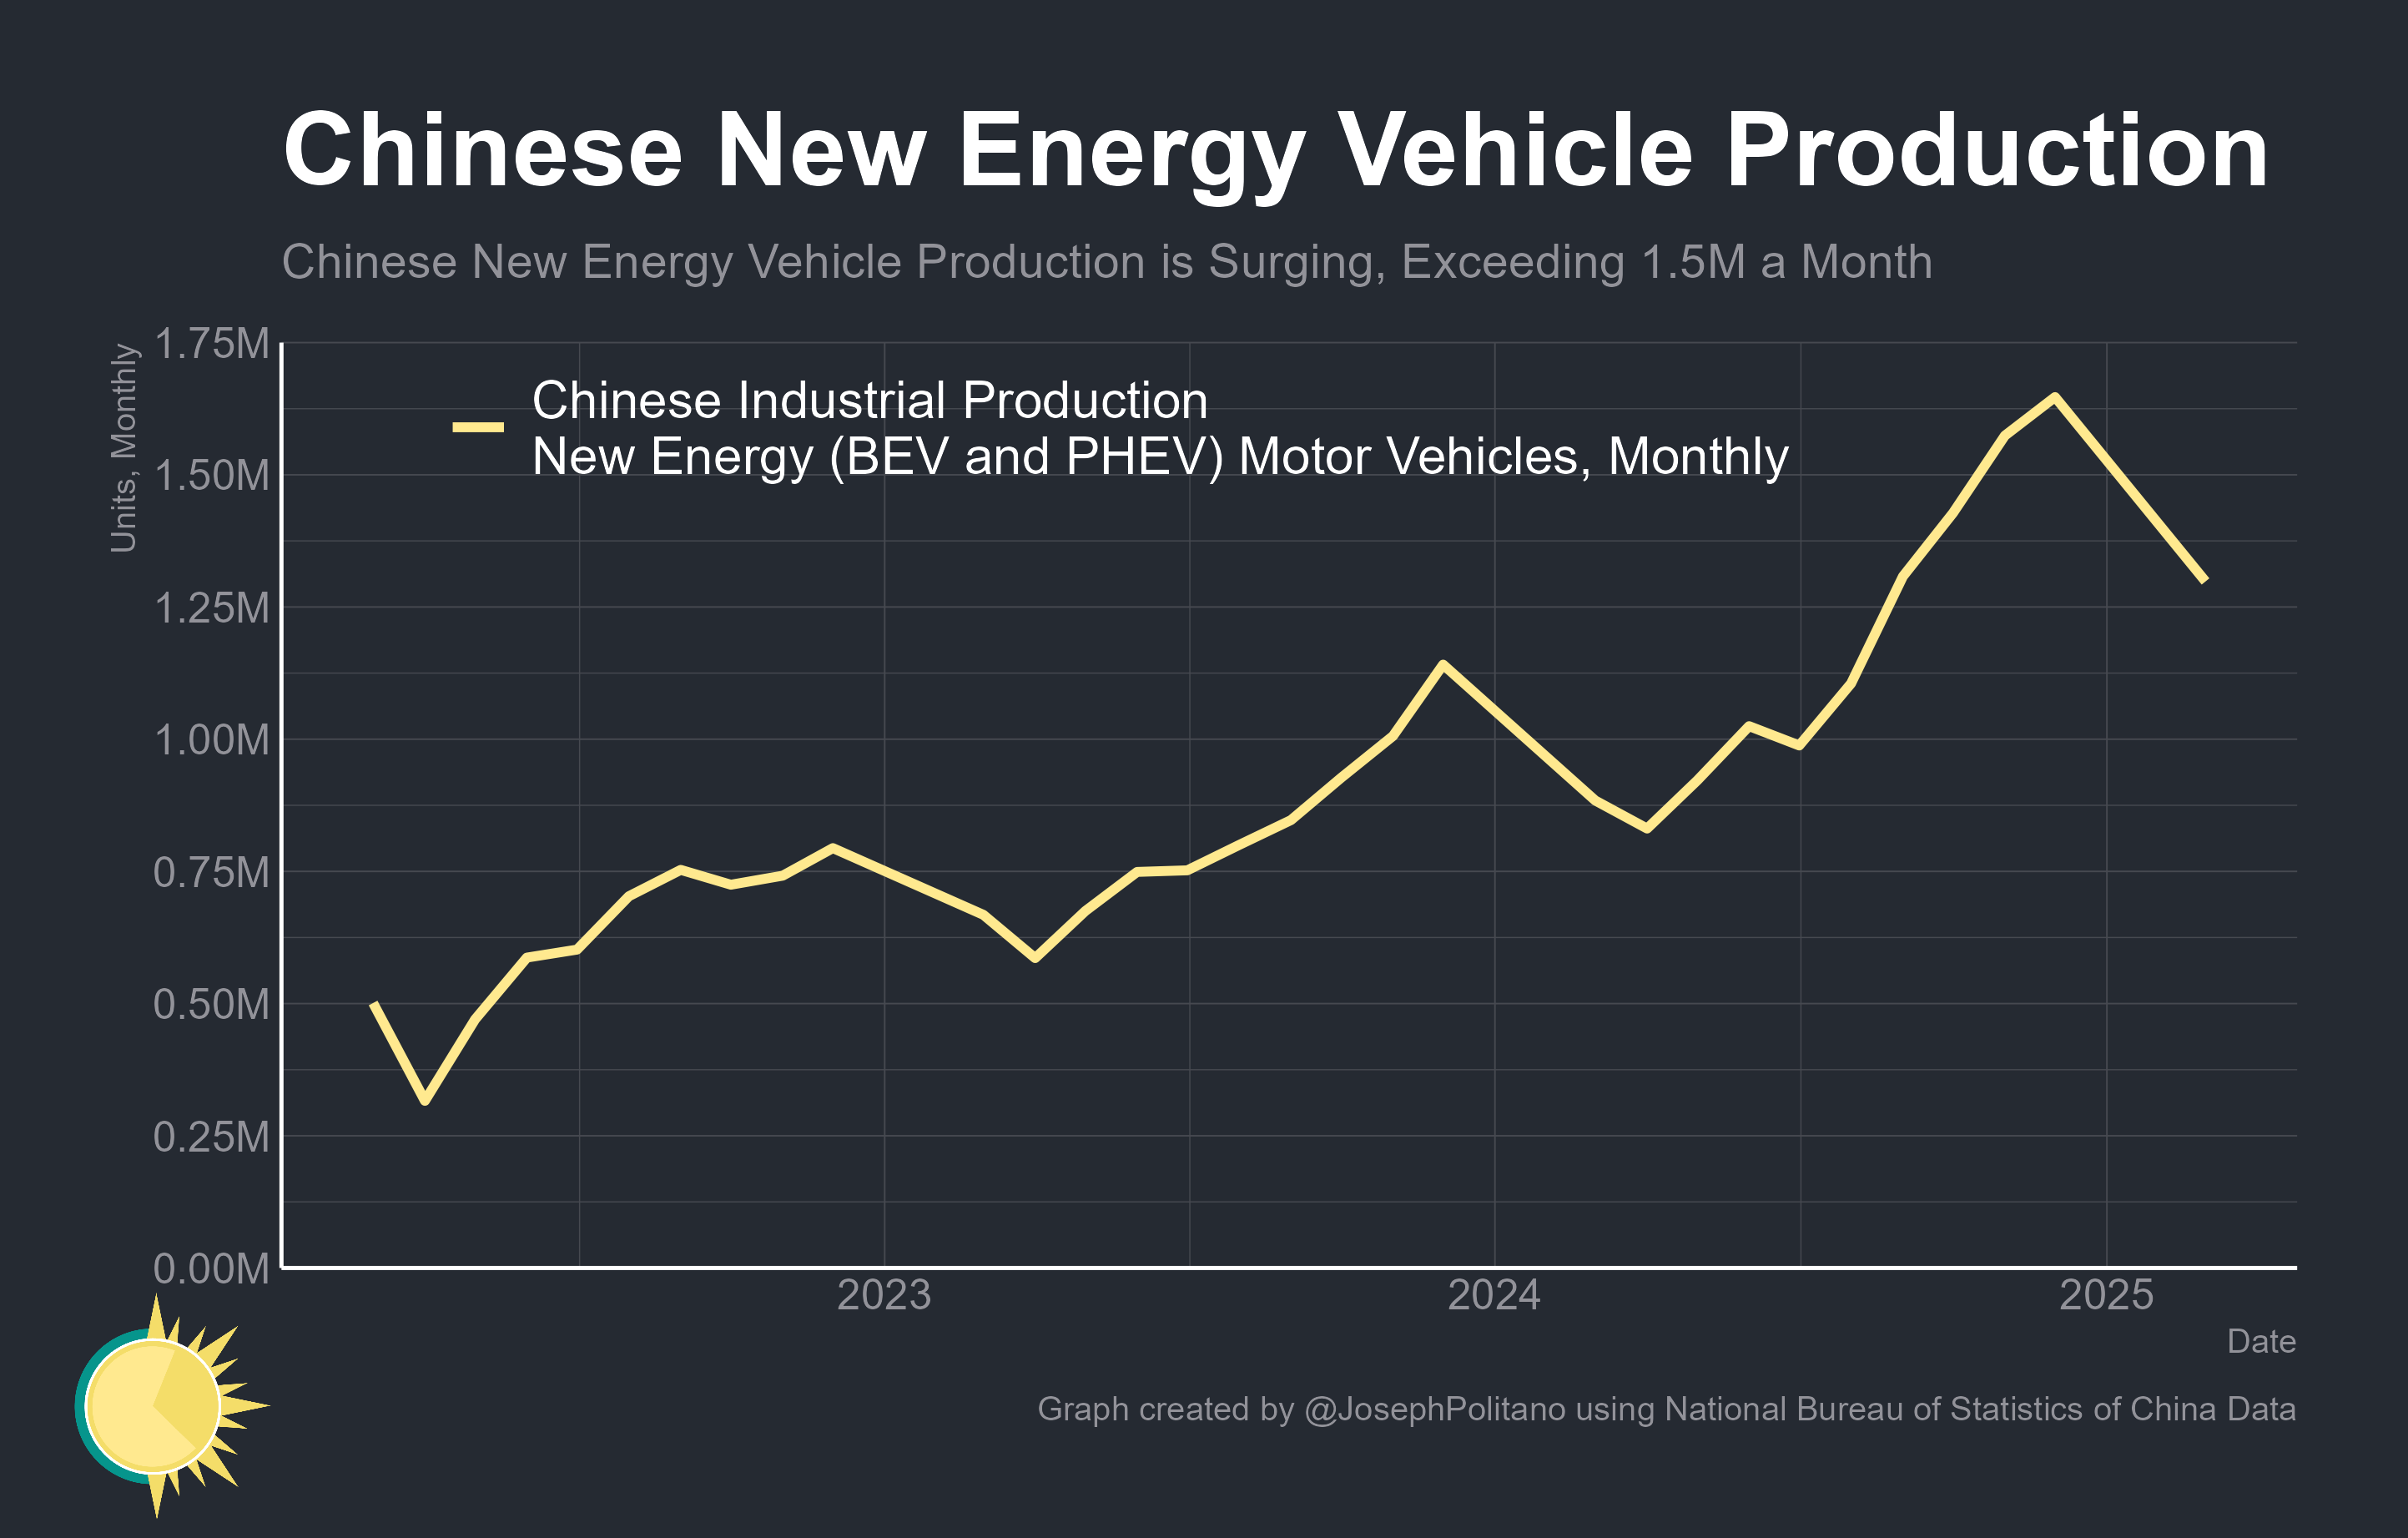 Chinese New Energy Vehicle Production
Chinese New Energy Vehicle Production is Surging, Exceeding 1.5M a Month
Units, Monthly
1.75M
1.50M
1.25M
1.00M
0.75M
0.50M
0.25M
0.00M
Chinese Industrial Production
New Energy (BEV and PHEV) Motor Vehicles, Monthly
2023 2024 2025
Date
Graph created by @JosephPolitano using National Bureau of Statistics of China Data